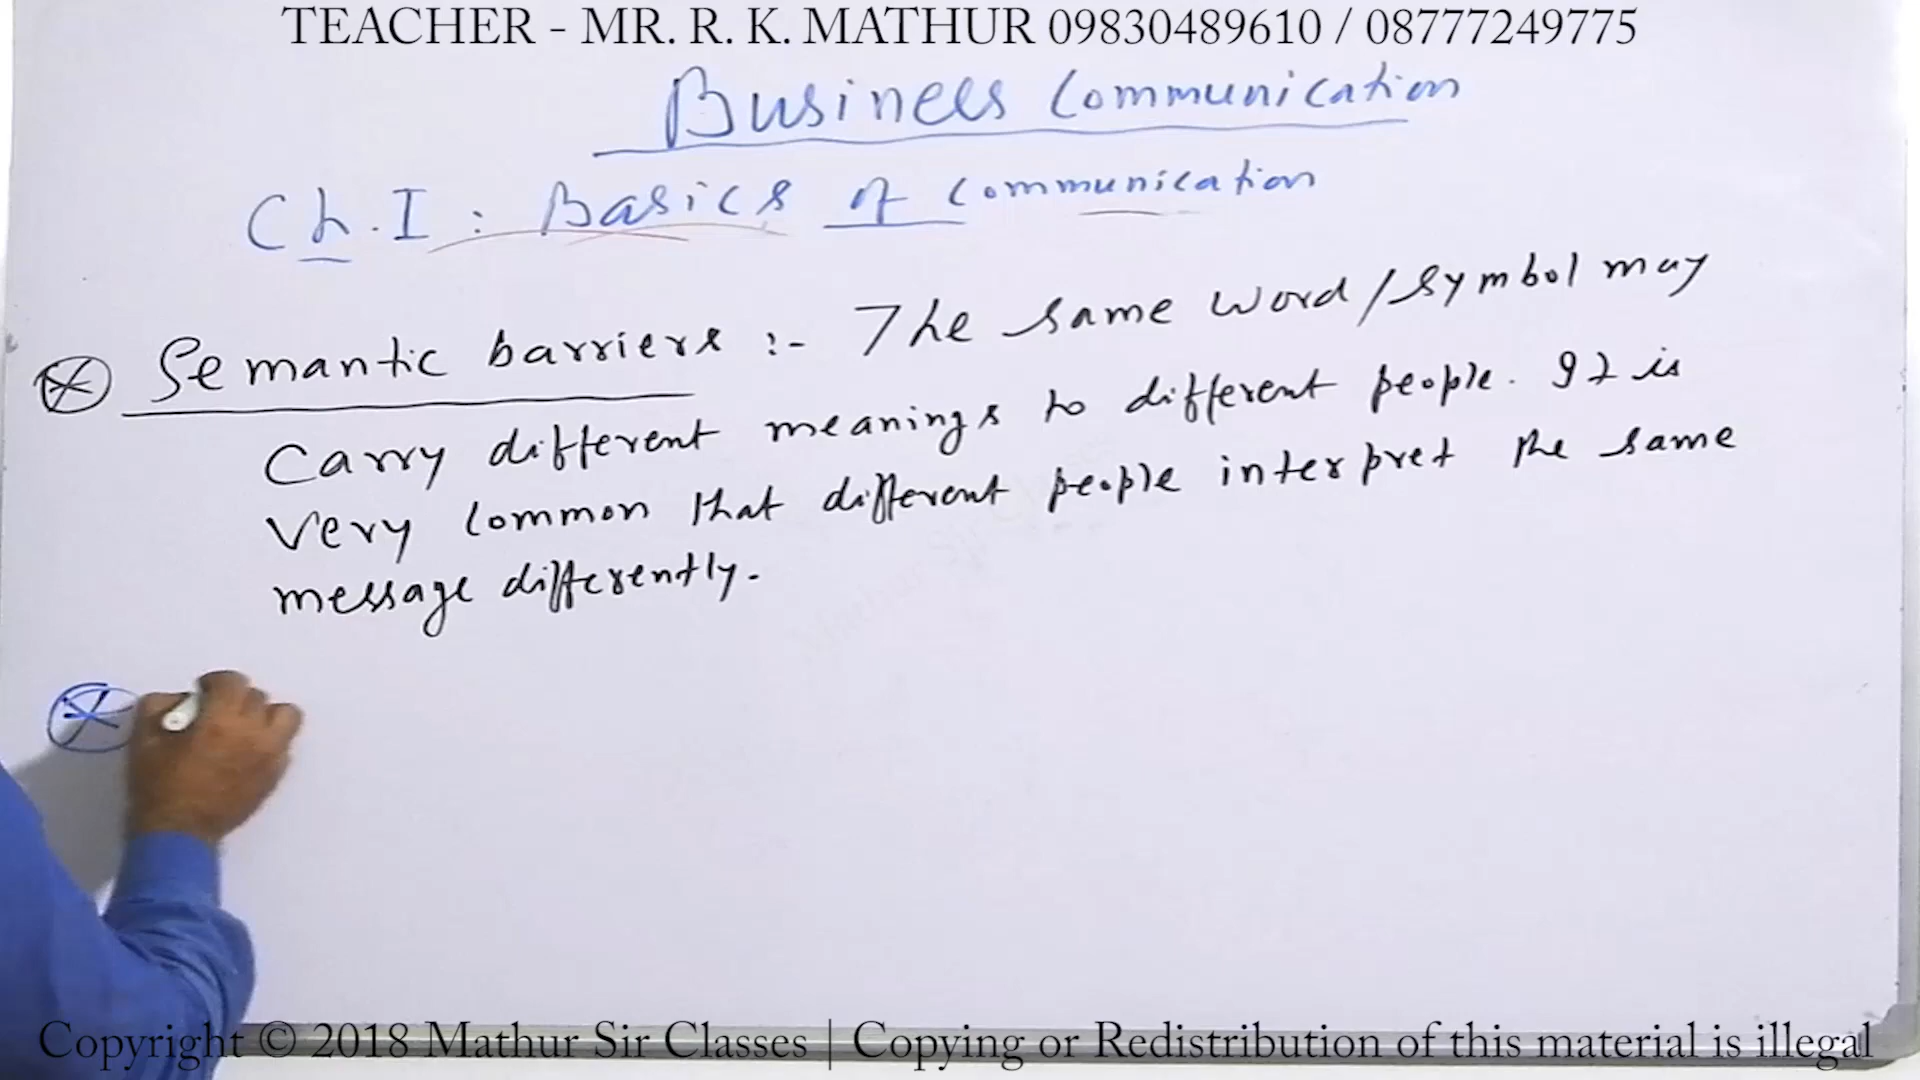 TEACHER - MR. R. K. MATHUR 09830489610 / 08777249775
Business Communication
Ch. I : Basics of Communication
Semantic barriers :- The same word/symbol may
Carry different meanings to different people. It is
very common that different people interpret the same
message differently.
Copyright © 2018 Mathur Sir Classes | Copying or Redistribution of this material is illegal